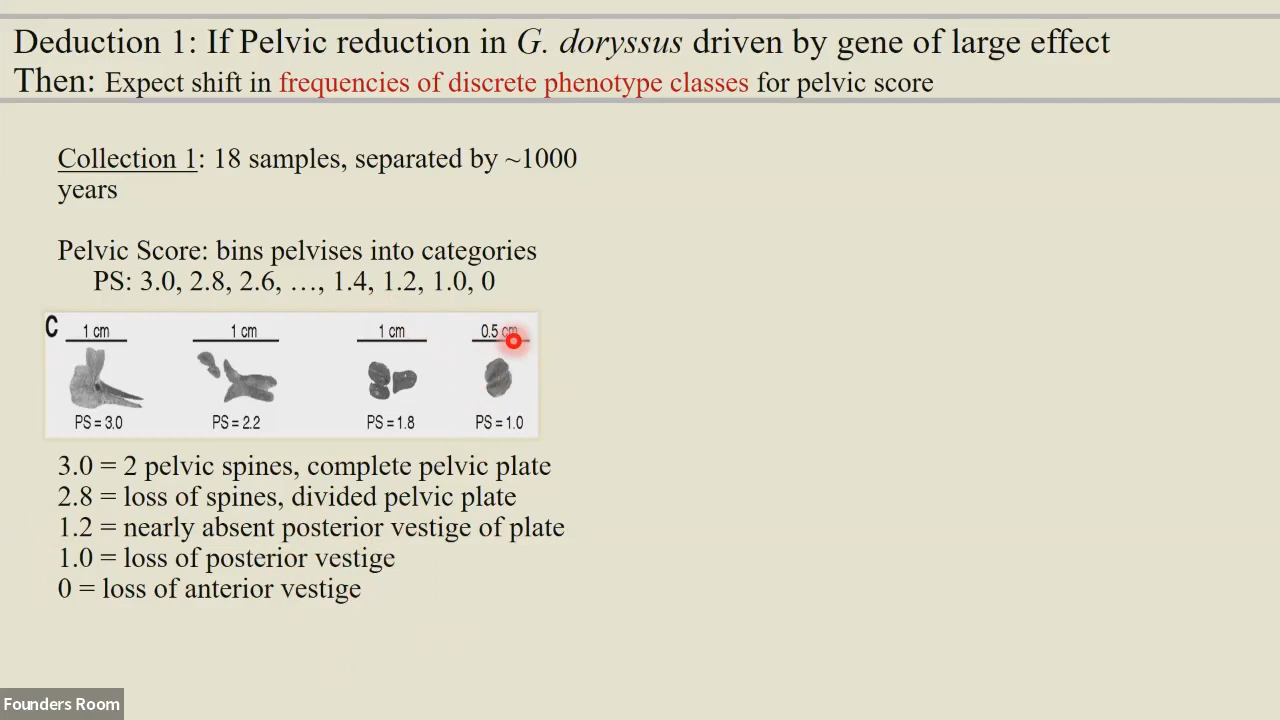 Deduction 1: If Pelvic reduction in G. doryssus driven by gene of large effect
Then: Expect shift in frequencies of discrete phenotype classes for pelvic score
Collection 1: 18 samples, separated by ~1000
years
Pelvic Score: bins pelvises into categories
PS: 3.0, 2.8, 2.6, …, 1.4, 1.2, 1.0, 0
C 1 cm 1 cm 1 cm 0.5 cm
PS = 3.0 PS = 2.2 PS = 1.8 PS = 1.0
3.0 = 2 pelvic spines, complete pelvic plate
2.8 = loss of spines, divided pelvic plate
1.2 = nearly absent posterior vestige of plate
1.0 = loss of posterior vestige
0 = loss of anterior vestige
Founders Room